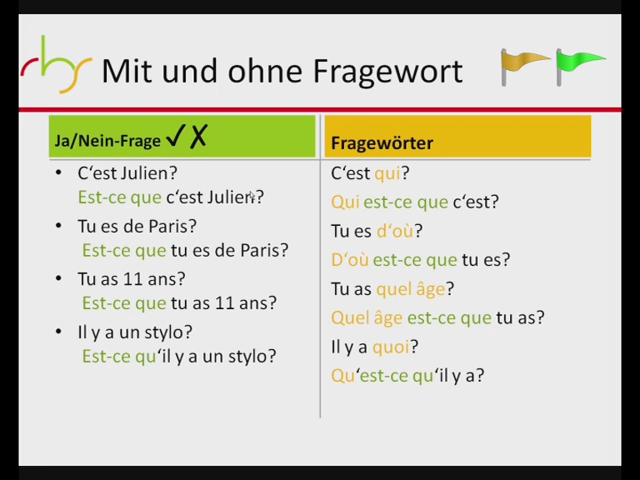 rhs
Mit und ohne Fragewort
Ja/Nein-Frage ✓✗
• C‘est Julien?
Est-ce que c‘est Julien?
• Tu es de Paris?
Est-ce que tu es de Paris?
• Tu as 11 ans?
Est-ce que tu as 11 ans?
• Il y a un stylo?
Est-ce qu‘il y a un stylo?
Fragewörter
C‘est qui?
Qui est-ce que c‘est?
Tu es d‘où?
D‘où est-ce que tu es?
Tu as quel âge?
Quel âge est-ce que tu as?
Il y a quoi?
Qu‘est-ce qu‘il y a?